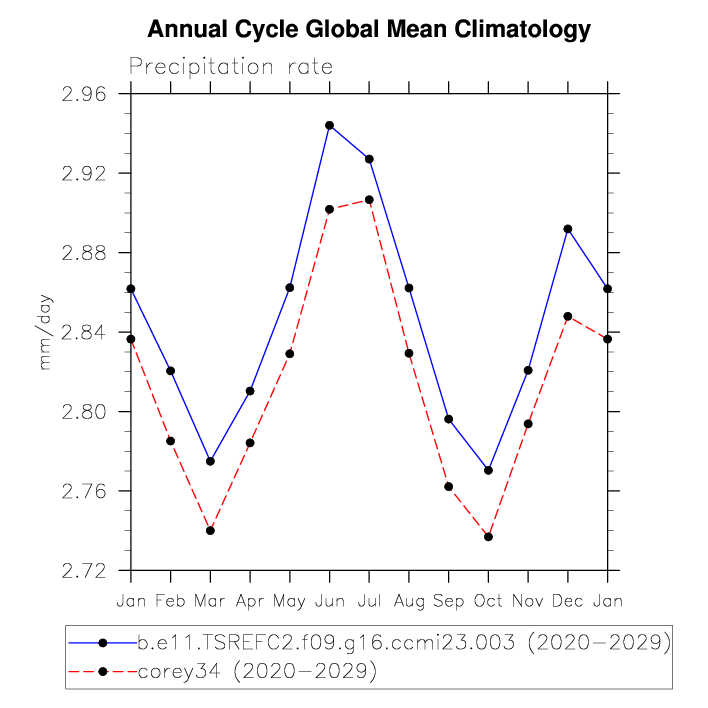 Annual Cycle Global Mean Climatology
Precipitation rate
2.96
2.92
2.88
2.84
2.80
2.76
2.72
mm/day
Jan Feb Mar Apr May Jun Jul Aug Sep Oct Nov Dec Jan
b.e11.TSREFC2.f09.g16.ccmi23.003 (2020−2029)
corey34 (2020−2029)